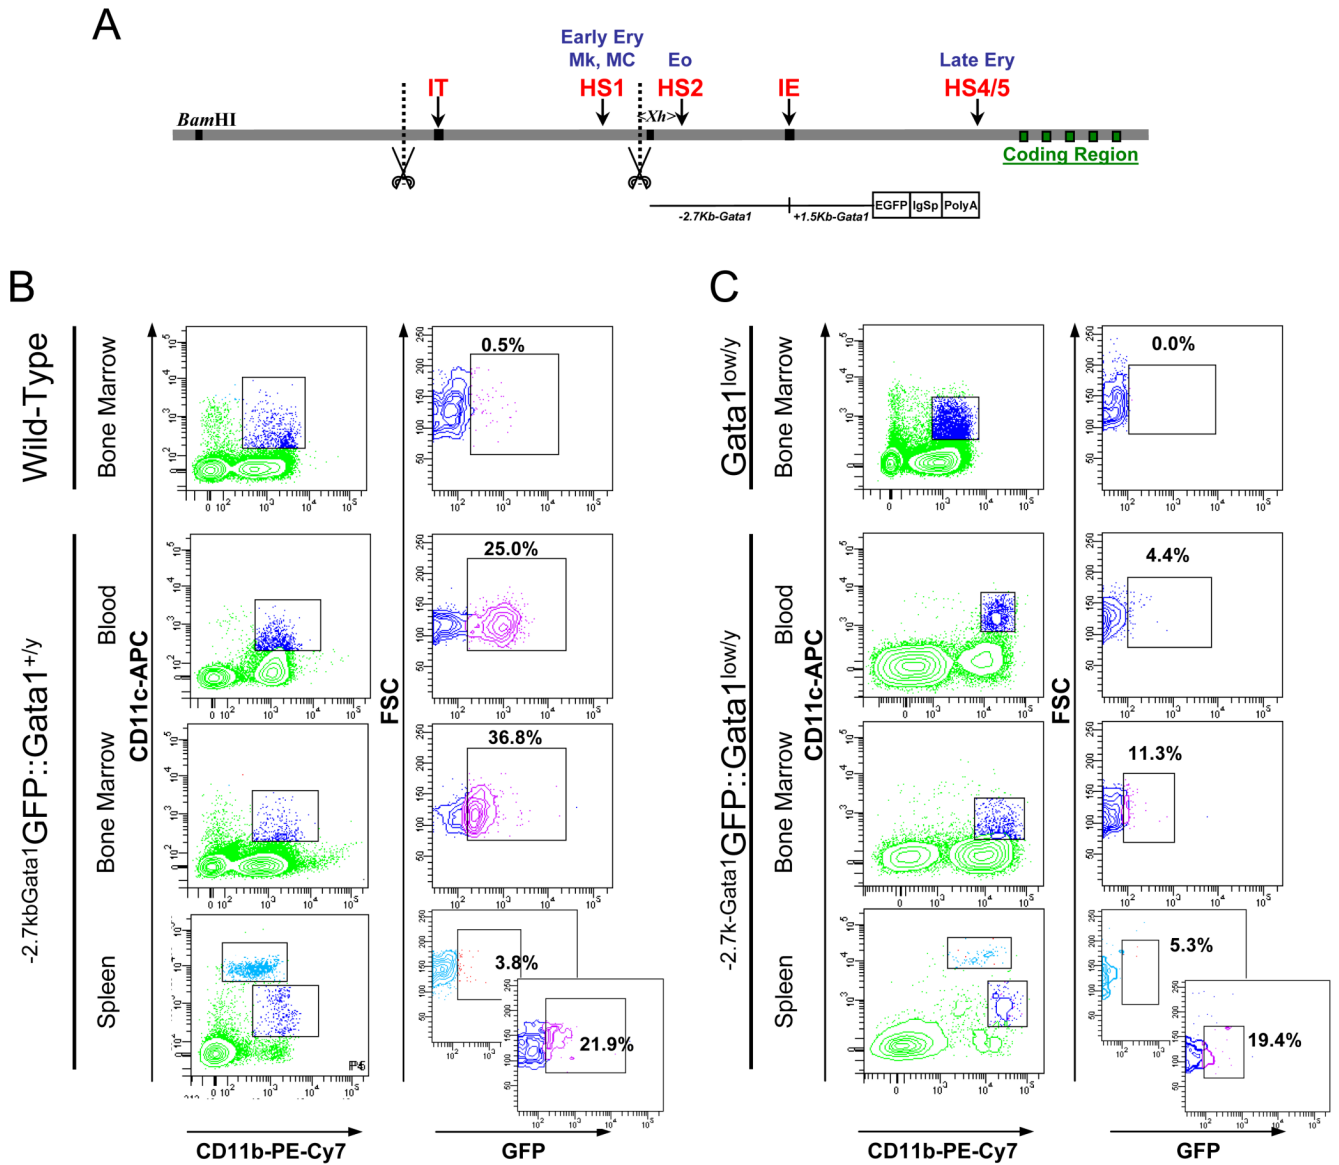 A
Early Ery
Mk, MC
Eo
Late Ery
IT
HS1
HS2
IE
HS4/5
BamHI
<Xh>
Coding Region
-2.7Kb-Gata1
+1.5Kb-Gata1
EGFP
IgSp
PolyA
B
Wild-Type
Bone Marrow
0.5%
-2.7kbGata1GFP::Gata1+/y
Blood
25.0%
Bone Marrow
36.8%
Spleen
3.8%
21.9%
CD11c-APC
FSC
CD11b-PE-Cy7
GFP
C
Gata1low/y
Bone Marrow
0.0%
-2.7k-Gata1GFP::Gata1low/y
Blood
4.4%
Bone Marrow
11.3%
Spleen
5.3%
19.4%
CD11c-APC
FSC
CD11b-PE-Cy7
GFP